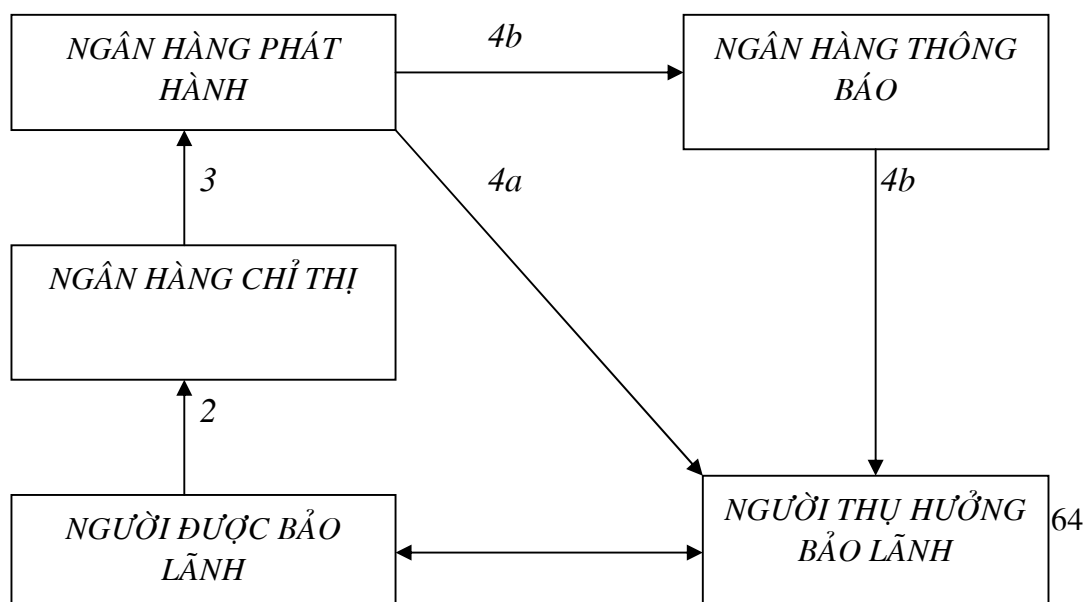 NGÂN HÀNG PHÁT
HÀNH
4b
NGÂN HÀNG THÔNG
BÁO
3
4a
4b
NGÂN HÀNG CHỈ THỊ
2
NGƯỜI ĐƯỢC BẢO
LÃNH
NGƯỜI THỤ HƯỞNG
BẢO LÃNH
64